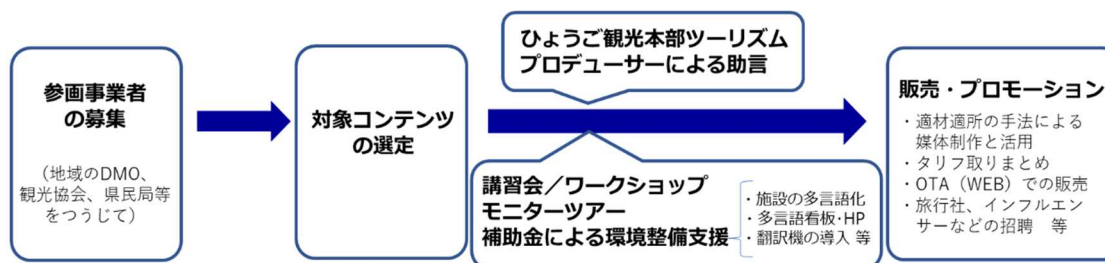 参画事業者
の募集
（地域のDMO、
観光協会、県民局等
をつうじて）
対象コンテンツ
の選定
ひょうご観光本部ツーリズム
プロデューサーによる助言
講習会／ワークショップ
モニターツアー
補助金による環境整備支援
・施設の多言語化
・多言語看板･HP
・翻訳機の導入 等
販売・プロモーション
・適材適所の手法による
媒体制作と活用
・タリフ取りまとめ
・OTA（WEB）での販売
・旅行社、インフルエン
サーなどの招聘　等